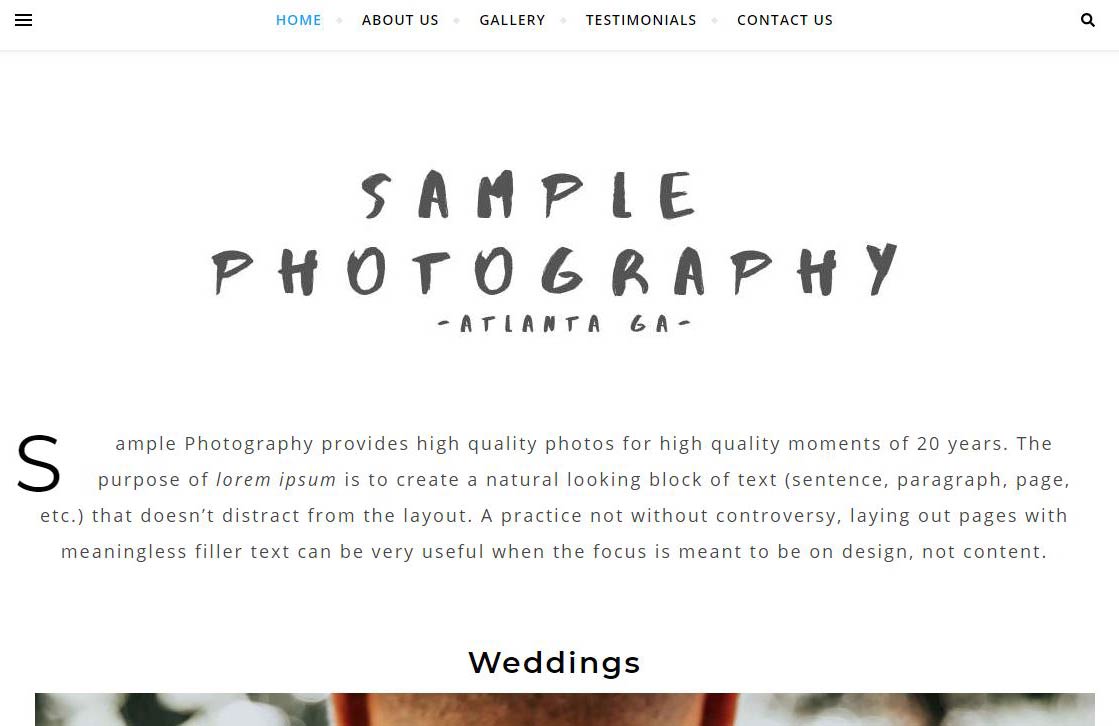 HOME ABOUT US GALLERY TESTIMONIALS CONTACT US
SAMPLE
PHOTOGRAPHY
-ATLANTA GA-
Sample Photography provides high quality photos for high quality moments of 20 years. The
purpose of lorem ipsum is to create a natural looking block of text (sentence, paragraph, page,
etc.) that doesn’t distract from the layout. A practice not without controversy, laying out pages with
meaningless filler text can be very useful when the focus is meant to be on design, not content.
Weddings